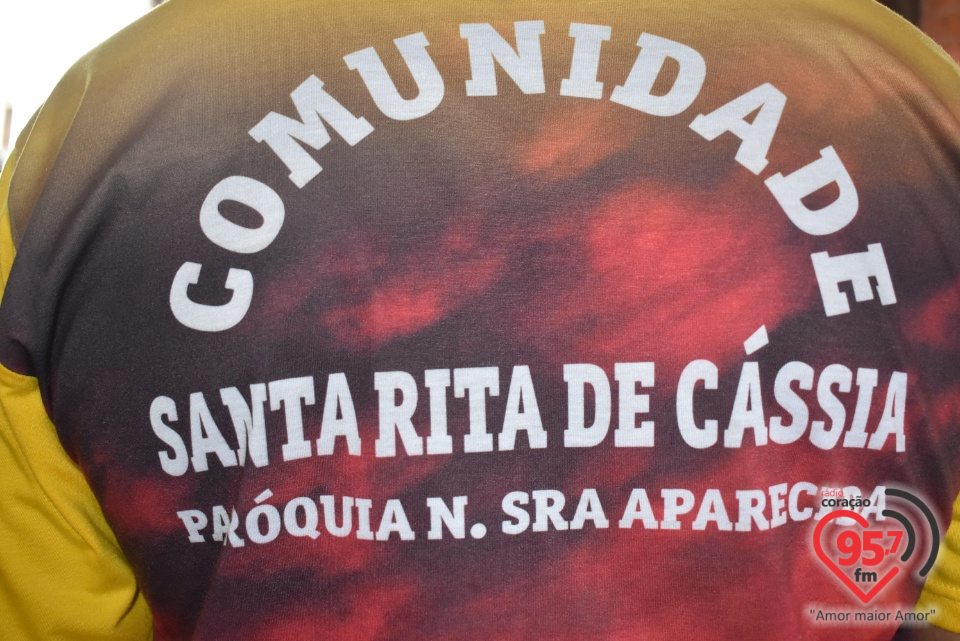 COMUNIDADE
SANTA RITA DE CÁSSIA
PARÓQUIA N. SRA APARECIDA
rádio
coração
95.7
fm
"Amor maior Amor"